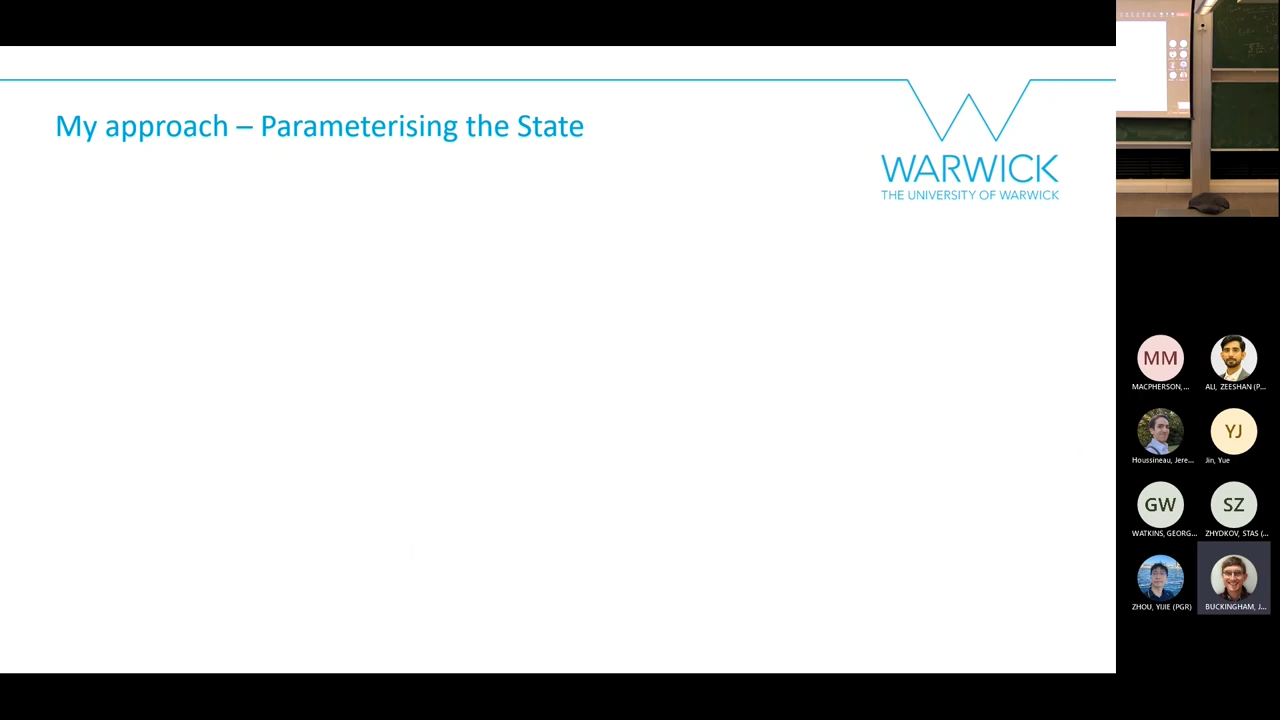 My approach – Parameterising the State
WARWICK
THE UNIVERSITY OF WARWICK
MM
MACPHERSON,...
ALI, ZEESHAN (P...
Houssineau, Jere...
YJ
Jin, Yue
GW
WATKINS, GEORG...
SZ
ZHYDKOV, STAS (...
ZHOU, YIJIE (PGR)
BUCKINGHAM, J...